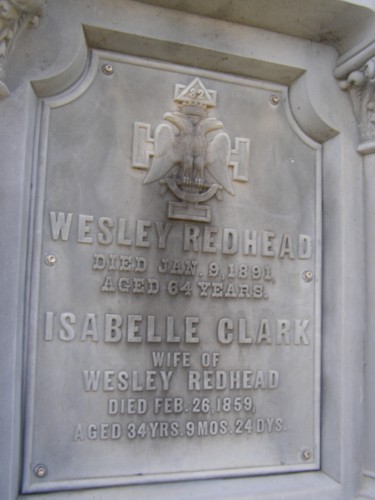 32
WESLEY REDHEAD
DIED JAN. 9, 1891,
AGED 64 YEARS.
ISABELLE CLARK
WIFE OF
WESLEY REDHEAD
DIED FEB. 26, 1859,
AGED 34 YRS. 9 MOS. 24 DYS.